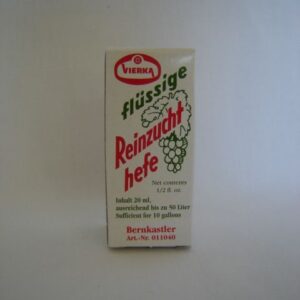 VIERKA
flüssige
Reinzucht
hefe
Net contents
1/2 fl. oz.
Inhalt 20 ml,
ausreichend bis zu 50 Liter
Sufficient for 10 gallons
Bernkastler
Art.-Nr. 011040